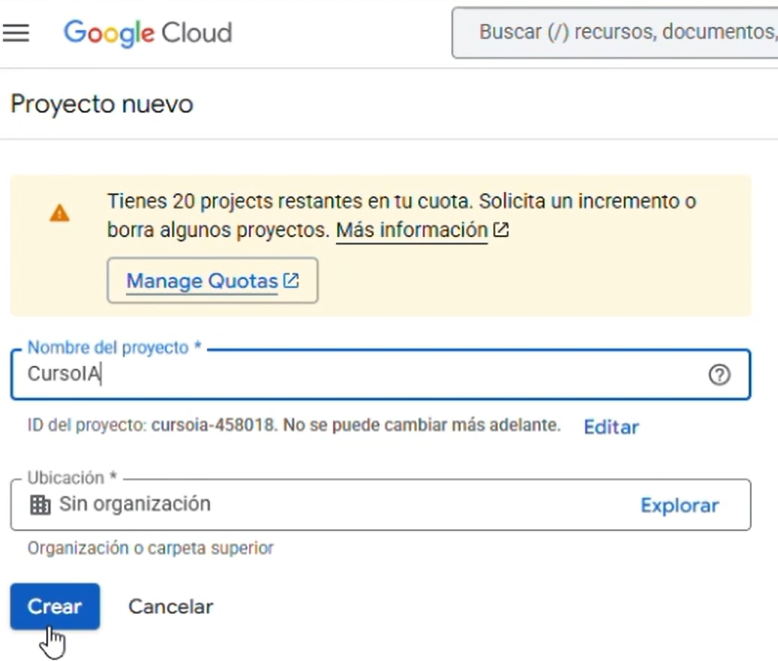 Google Cloud
Buscar (/) recursos, documentos,
Proyecto nuevo
Tienes 20 projects restantes en tu cuota. Solicita un incremento o
borra algunos proyectos. Más información
Manage Quotas
Nombre del proyecto *
CursoIA
ID del proyecto: cursoia-458018. No se puede cambiar más adelante. Editar
Ubicación *
Sin organización Explorar
Organización o carpeta superior
Crear Cancelar